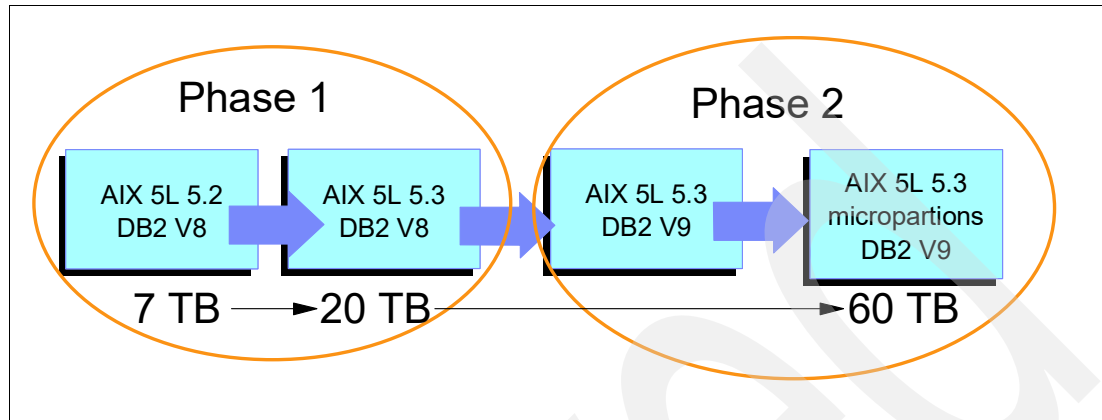 Phase 1
Phase 2
AIX 5L 5.2
DB2 V8
AIX 5L 5.3
DB2 V8
AIX 5L 5.3
DB2 V9
AIX 5L 5.3
micropartions
DB2 V9
7 TB
20 TB
60 TB